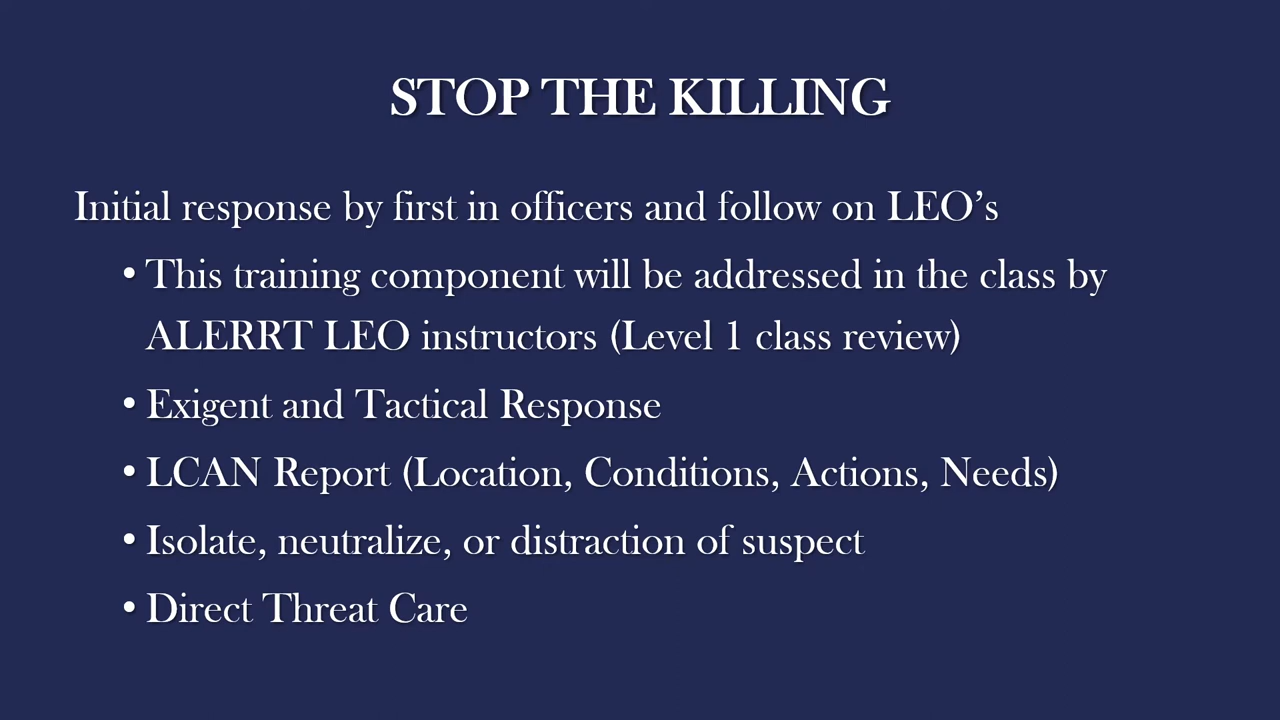 STOP THE KILLING
Initial response by first in officers and follow on LEO’s
• This training component will be addressed in the class by
ALERRT LEO instructors (Level 1 class review)
• Exigent and Tactical Response
• LCAN Report (Location, Conditions, Actions, Needs)
• Isolate, neutralize, or distraction of suspect
• Direct Threat Care